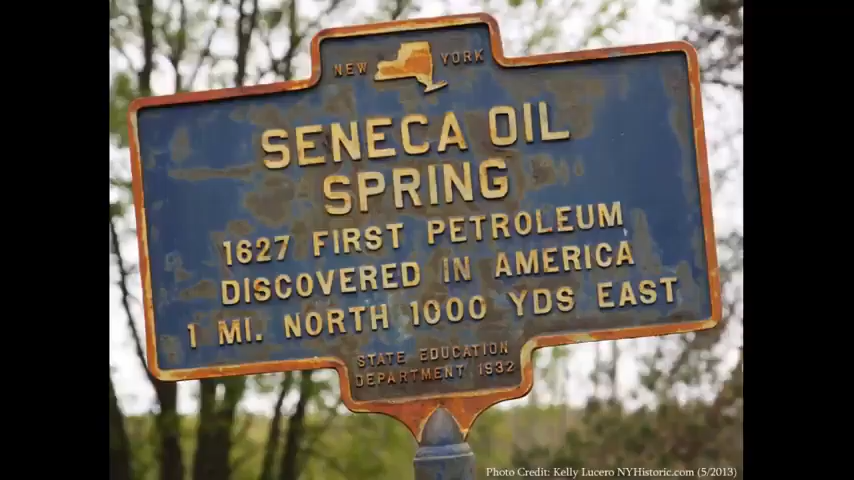 NEW YORK
SENECA OIL
SPRING
1627 FIRST PETROLEUM
DISCOVERED IN AMERICA
1 MI. NORTH 1000 YDS EAST
STATE EDUCATION
DEPARTMENT 1932
Photo Credit: Kelly Lucero NYHistoric.com (5/2013)